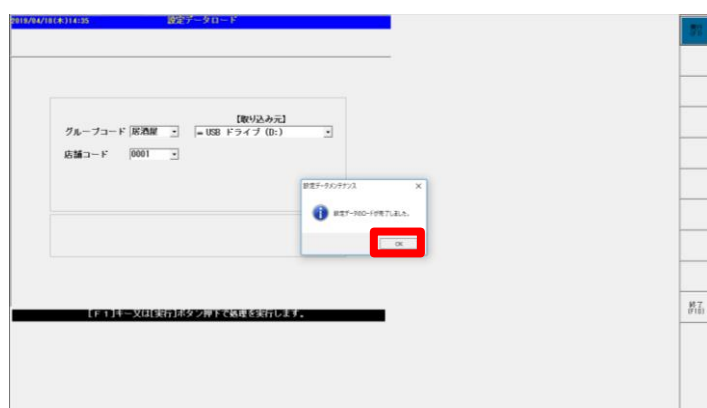 2019/04/18(木)14:35 設定データロード
実行
(F1)
【取り込み元】
グループコード 居酒屋 USB ドライブ (D:)
店舗コード 0001
設定データメンテナンス
設定データのロードが完了しました。
OK
【F1】キー又は[実行]ボタン押下で処理を実行します。
終了
(F10)